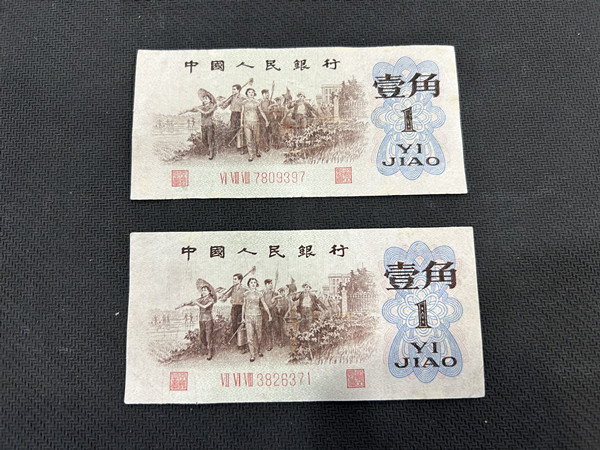 中國人民銀行
壹角
1
YI
JIAO
Ⅵ Ⅶ Ⅷ 7809397
中國人民銀行
壹角
1
YI
JIAO
Ⅶ Ⅵ Ⅷ 3826371